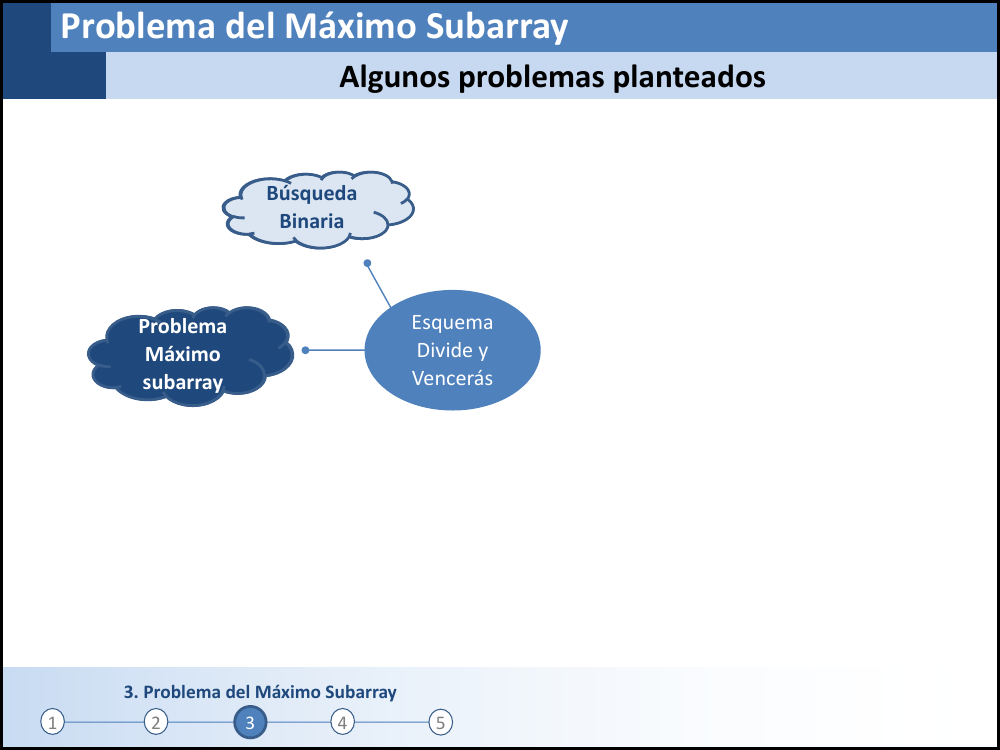 Problema del Máximo Subarray
Algunos problemas planteados
Búsqueda
Binaria
Problema
Máximo
subarray
Esquema
Divide y
Vencerás
3. Problema del Máximo Subarray
1 2 3 4 5